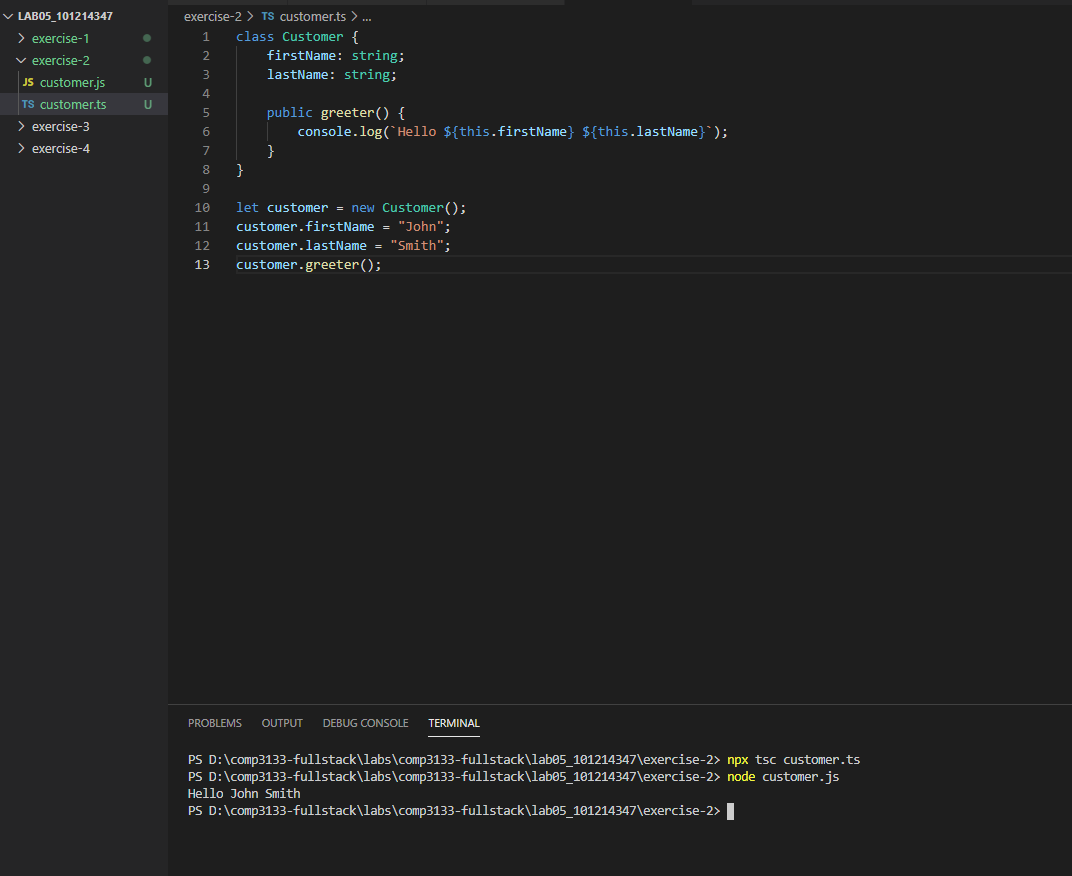 LAB05_101214347
exercise-1
exercise-2
JS customer.js U
TS customer.ts U
exercise-3
exercise-4
exercise-2 > TS customer.ts > ...
1 class Customer {
2     firstName: string;
3     lastName: string;
4
5     public greeter() {
6         console.log(`Hello ${this.firstName} ${this.lastName}`);
7     }
8 }
9
10 let customer = new Customer();
11 customer.firstName = "John";
12 customer.lastName = "Smith";
13 customer.greeter();
PROBLEMS OUTPUT DEBUG CONSOLE TERMINAL
PS D:\comp3133-fullstack\labs\comp3133-fullstack\lab05_101214347\exercise-2> npx tsc customer.ts
PS D:\comp3133-fullstack\labs\comp3133-fullstack\lab05_101214347\exercise-2> node customer.js
Hello John Smith
PS D:\comp3133-fullstack\labs\comp3133-fullstack\lab05_101214347\exercise-2>